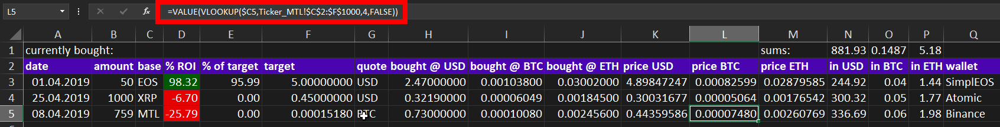 L5 fx =VALUE(VLOOKUP($C5,Ticker_MTL!$C$2:$F$1000,4,FALSE))
A B C D E F G H I J K L M N O P Q
1 currently bought: sums: 881.93 0.1487 5.18
2 date amount base % ROI % of target target quote bought @ USD bought @ BTC bought @ ETH price USD price BTC price ETH in USD in BTC in ETH wallet
3 01.04.2019 50 EOS 98.32 95.99 5.00000000 USD 2.47000000 0.00103800 0.03002000 4.89847247 0.00082599 0.02879585 244.92 0.04 1.44 SimplEOS
4 25.04.2019 1000 XRP -6.70 0.00 0.45000000 USD 0.32190000 0.00006049 0.00184500 0.30031677 0.00005064 0.00176542 300.32 0.05 1.77 Atomic
5 08.04.2019 759 MTL -25.79 0.00 0.00015180 BTC 0.73000000 0.00010080 0.00245600 0.44359586 0.00007480 0.00260769 336.69 0.06 1.98 Binance